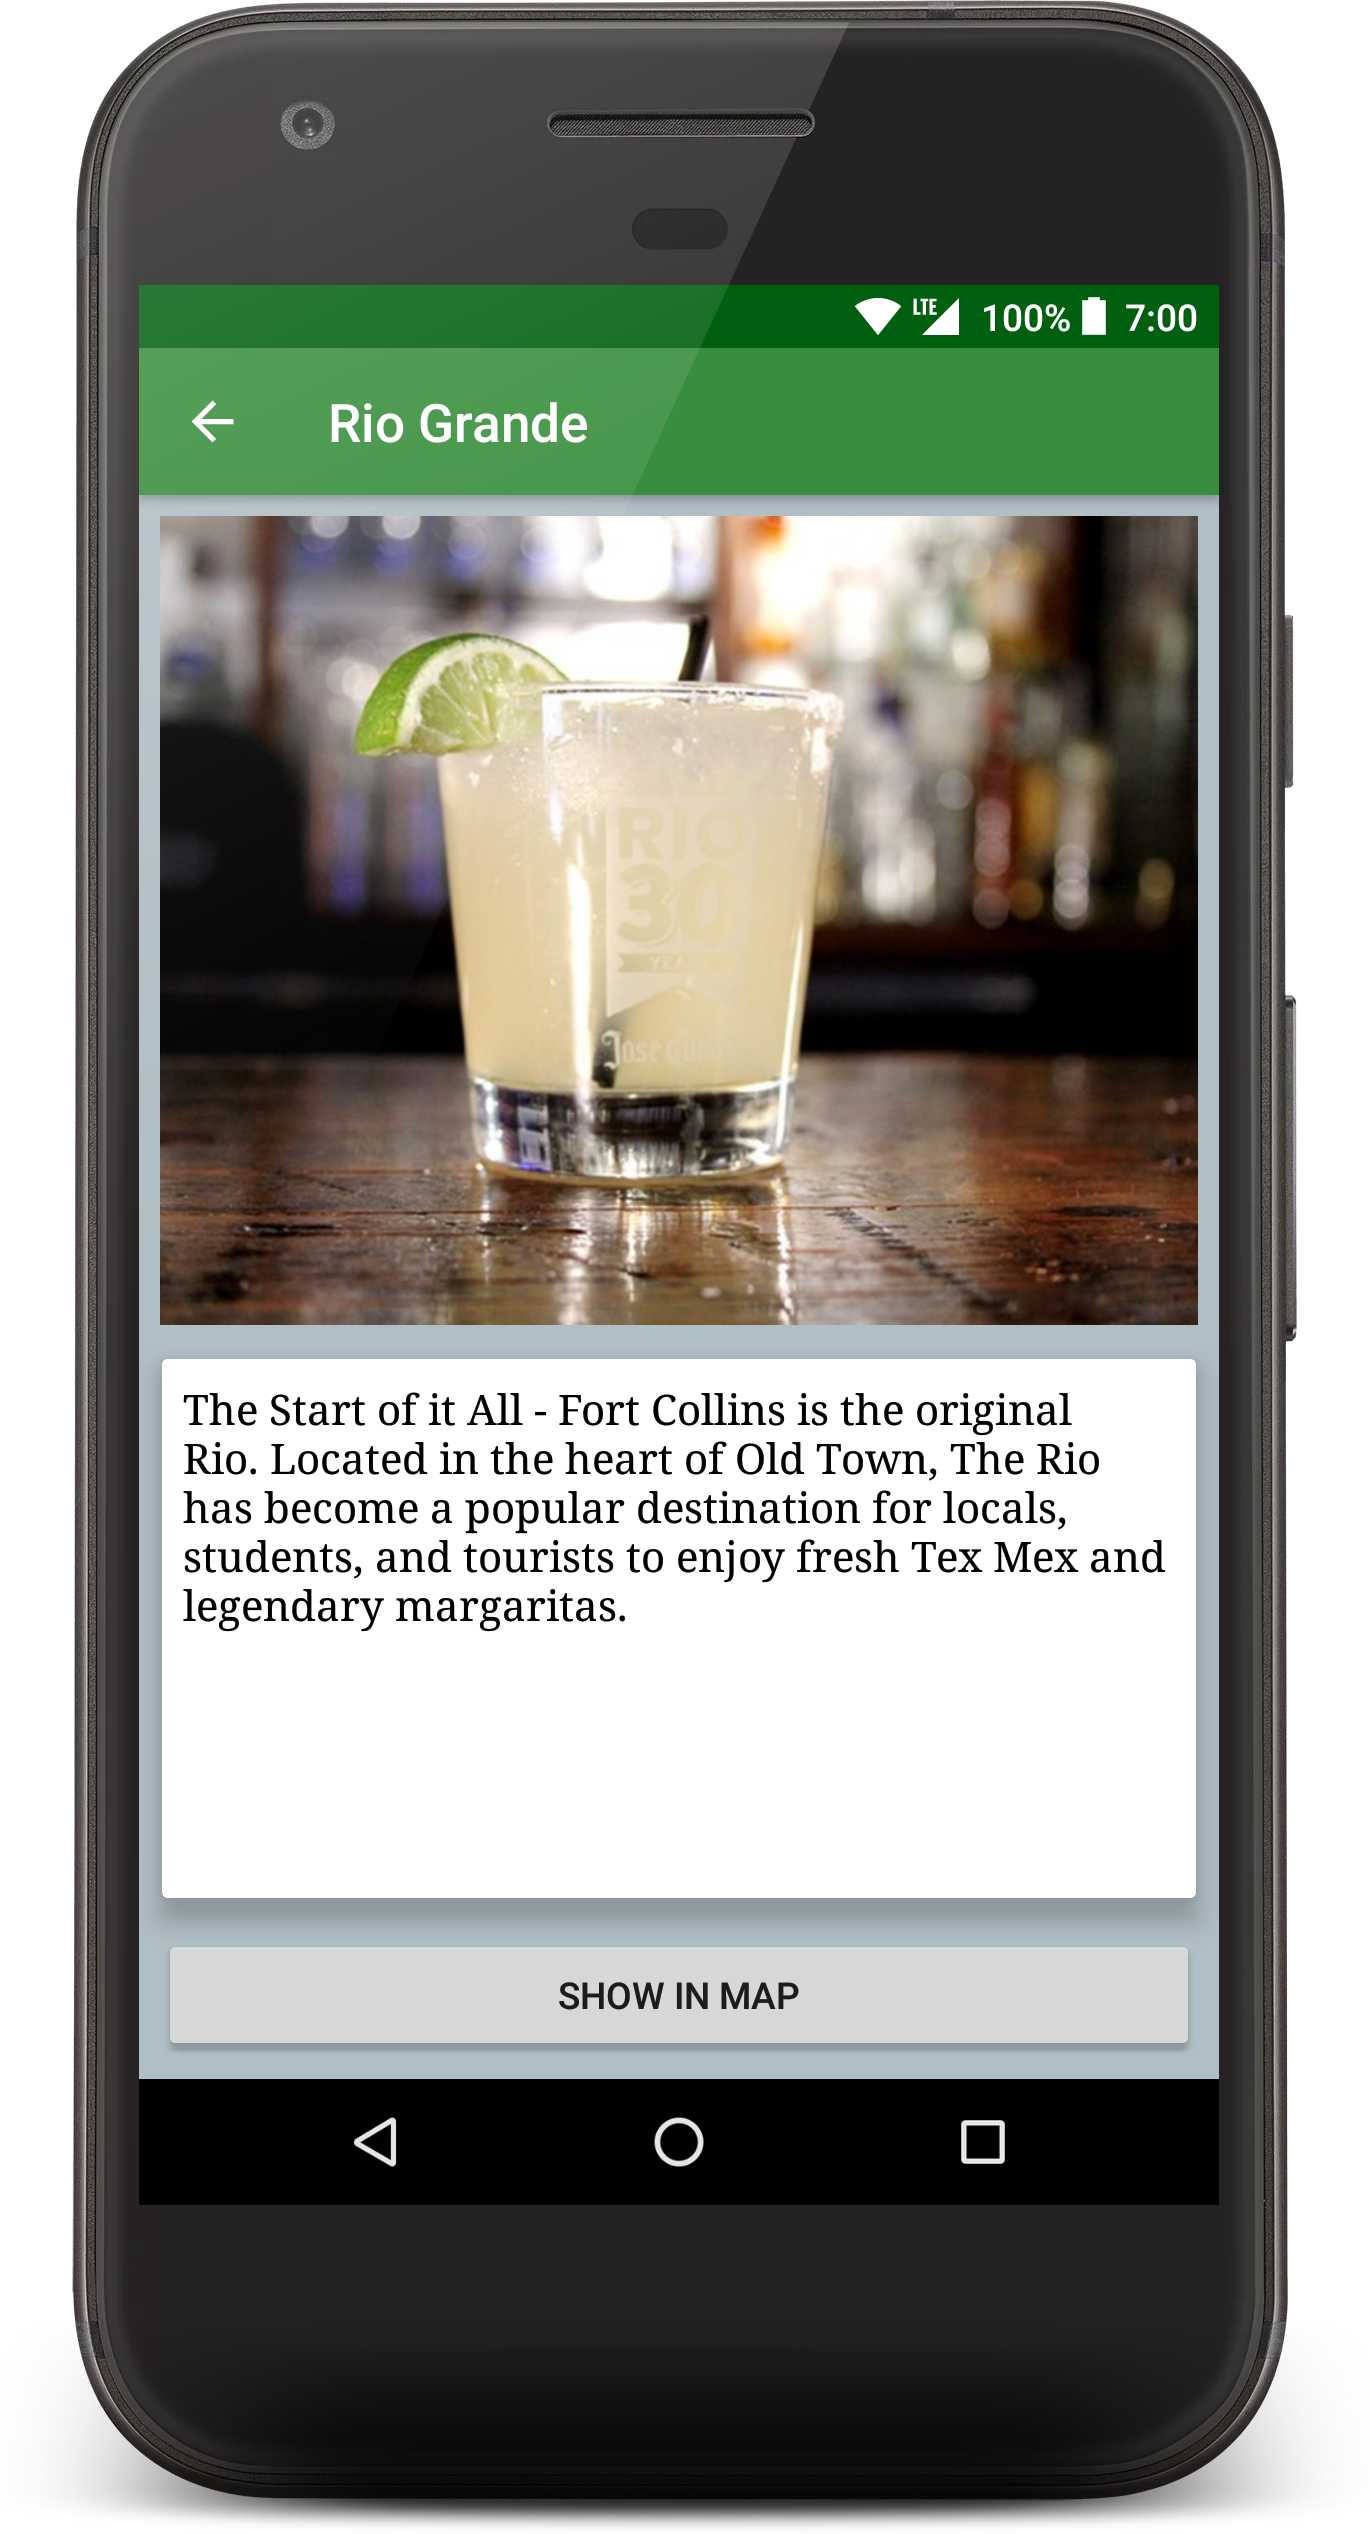 LTE 100% 7:00
Rio Grande
RIO
30
Jose
The Start of it All - Fort Collins is the original
Rio. Located in the heart of Old Town, The Rio
has become a popular destination for locals,
students, and tourists to enjoy fresh Tex Mex and
legendary margaritas.
SHOW IN MAP